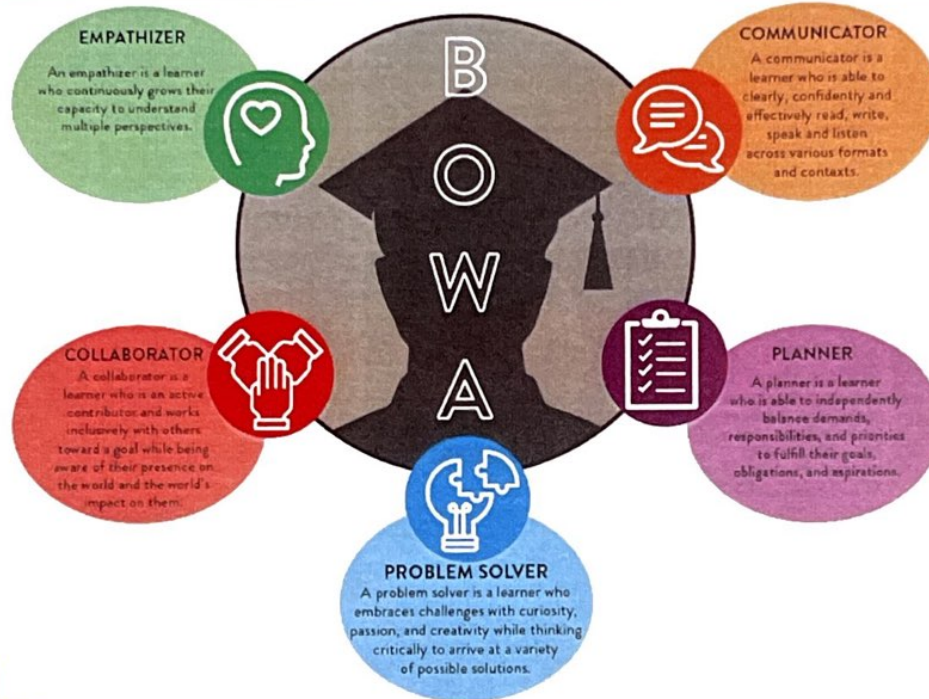 EMPATHIZER
An empathizer is a learner
who continuously grows their
capacity to understand
multiple perspectives.
B
O
W
A
COMMUNICATOR
A communicator is a
learner who is able to
clearly, confidently and
effectively read, write,
speak and listen
across various formats
and contexts.
COLLABORATOR
A collaborator is a
learner who is an active
contributor and works
inclusively with others
toward a goal while being
aware of their presence on
the world and the world's
impact on them.
PLANNER
A planner is a learner
who is able to independently
balance demands,
responsibilities, and priorities
to fulfill their goals,
obligations, and aspirations.
PROBLEM SOLVER
A problem solver is a learner who
embraces challenges with curiosity,
passion, and creativity while thinking
critically to arrive at a variety
of possible solutions.